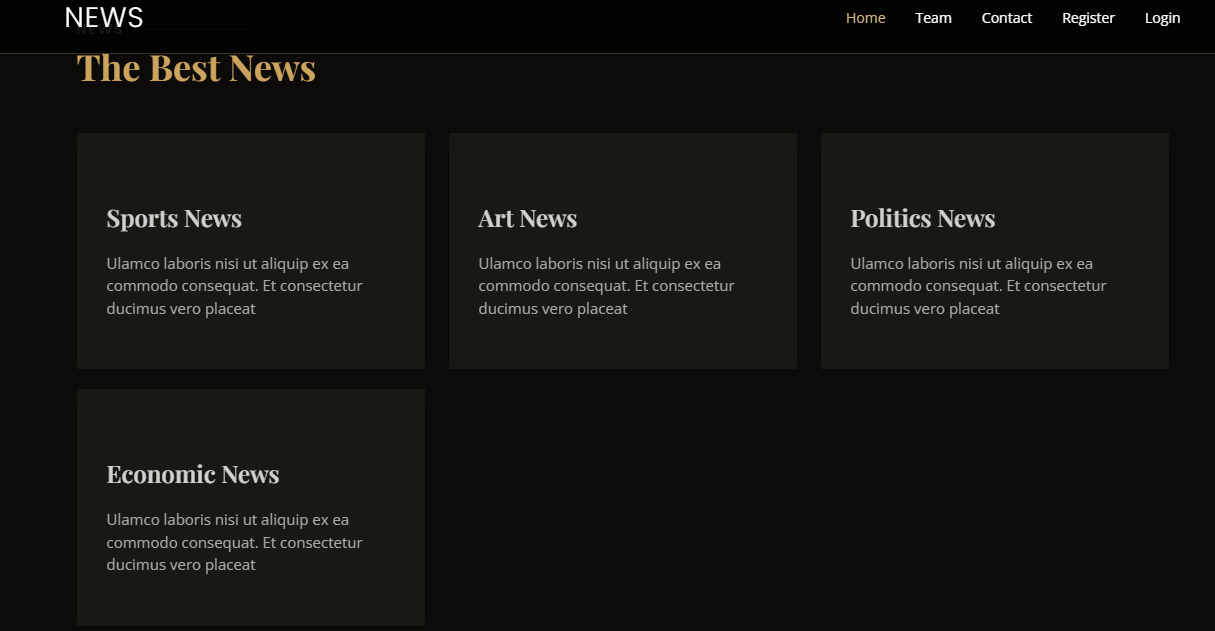 NEWS
Home Team Contact Register Login
NEWS
The Best News
Sports News
Ulamco laboris nisi ut aliquip ex ea
commodo consequat. Et consectetur
ducimus vero placeat
Art News
Ulamco laboris nisi ut aliquip ex ea
commodo consequat. Et consectetur
ducimus vero placeat
Politics News
Ulamco laboris nisi ut aliquip ex ea
commodo consequat. Et consectetur
ducimus vero placeat
Economic News
Ulamco laboris nisi ut aliquip ex ea
commodo consequat. Et consectetur
ducimus vero placeat